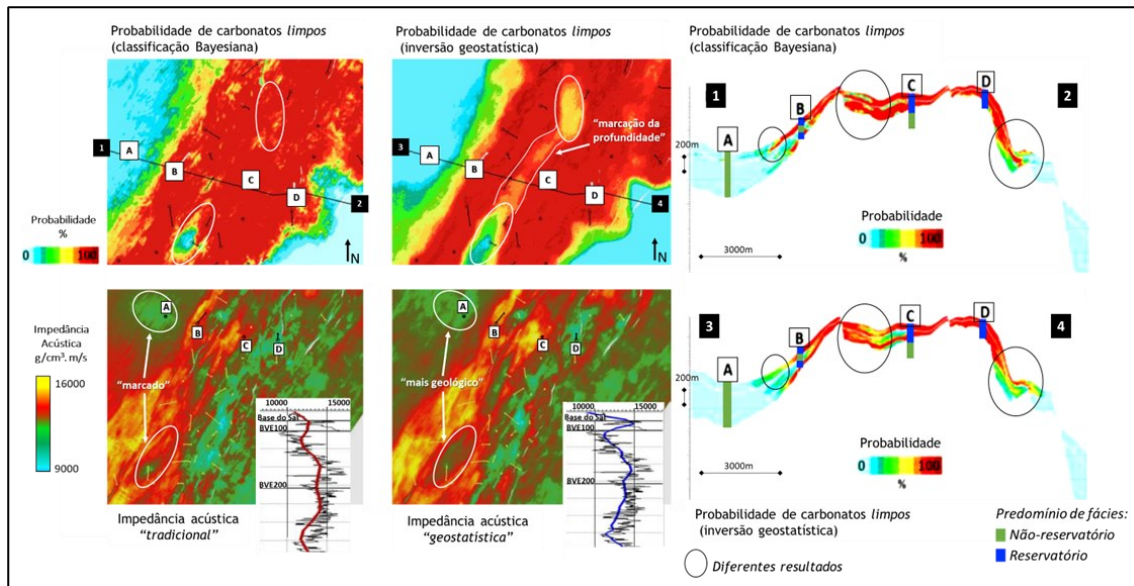 Probabilidade de carbonatos limpos
(classificação Bayesiana)
Probabilidade de carbonatos limpos
(inversão geostatística)
Probabilidade de carbonatos limpos
(classificação Bayesiana)
1
A
B
C
D
2
N
Probabilidade
%
0
100
3
A
B
C
D
4
N
"marcação da
profundidade"
1
2
A
B
C
D
200m
3000m
Probabilidade
0
100
%
Impedância
Acústica
g/cm³. m/s
16000
9000
A
B
C
D
"marcado"
10000
15000
Base do Sal
BVE100
BVE200
Impedância acústica
"tradicional"
A
B
C
D
"mais geológico"
10000
15000
Base do Sal
BVE100
BVE200
Impedância acústica
"geostatistica"
3
4
A
B
C
D
200m
3000m
Probabilidade
0
100
%
Probabilidade de carbonatos limpos
(inversão geostatística)
Diferentes resultados
Predomínio de fácies:
Não-reservatório
Reservatório